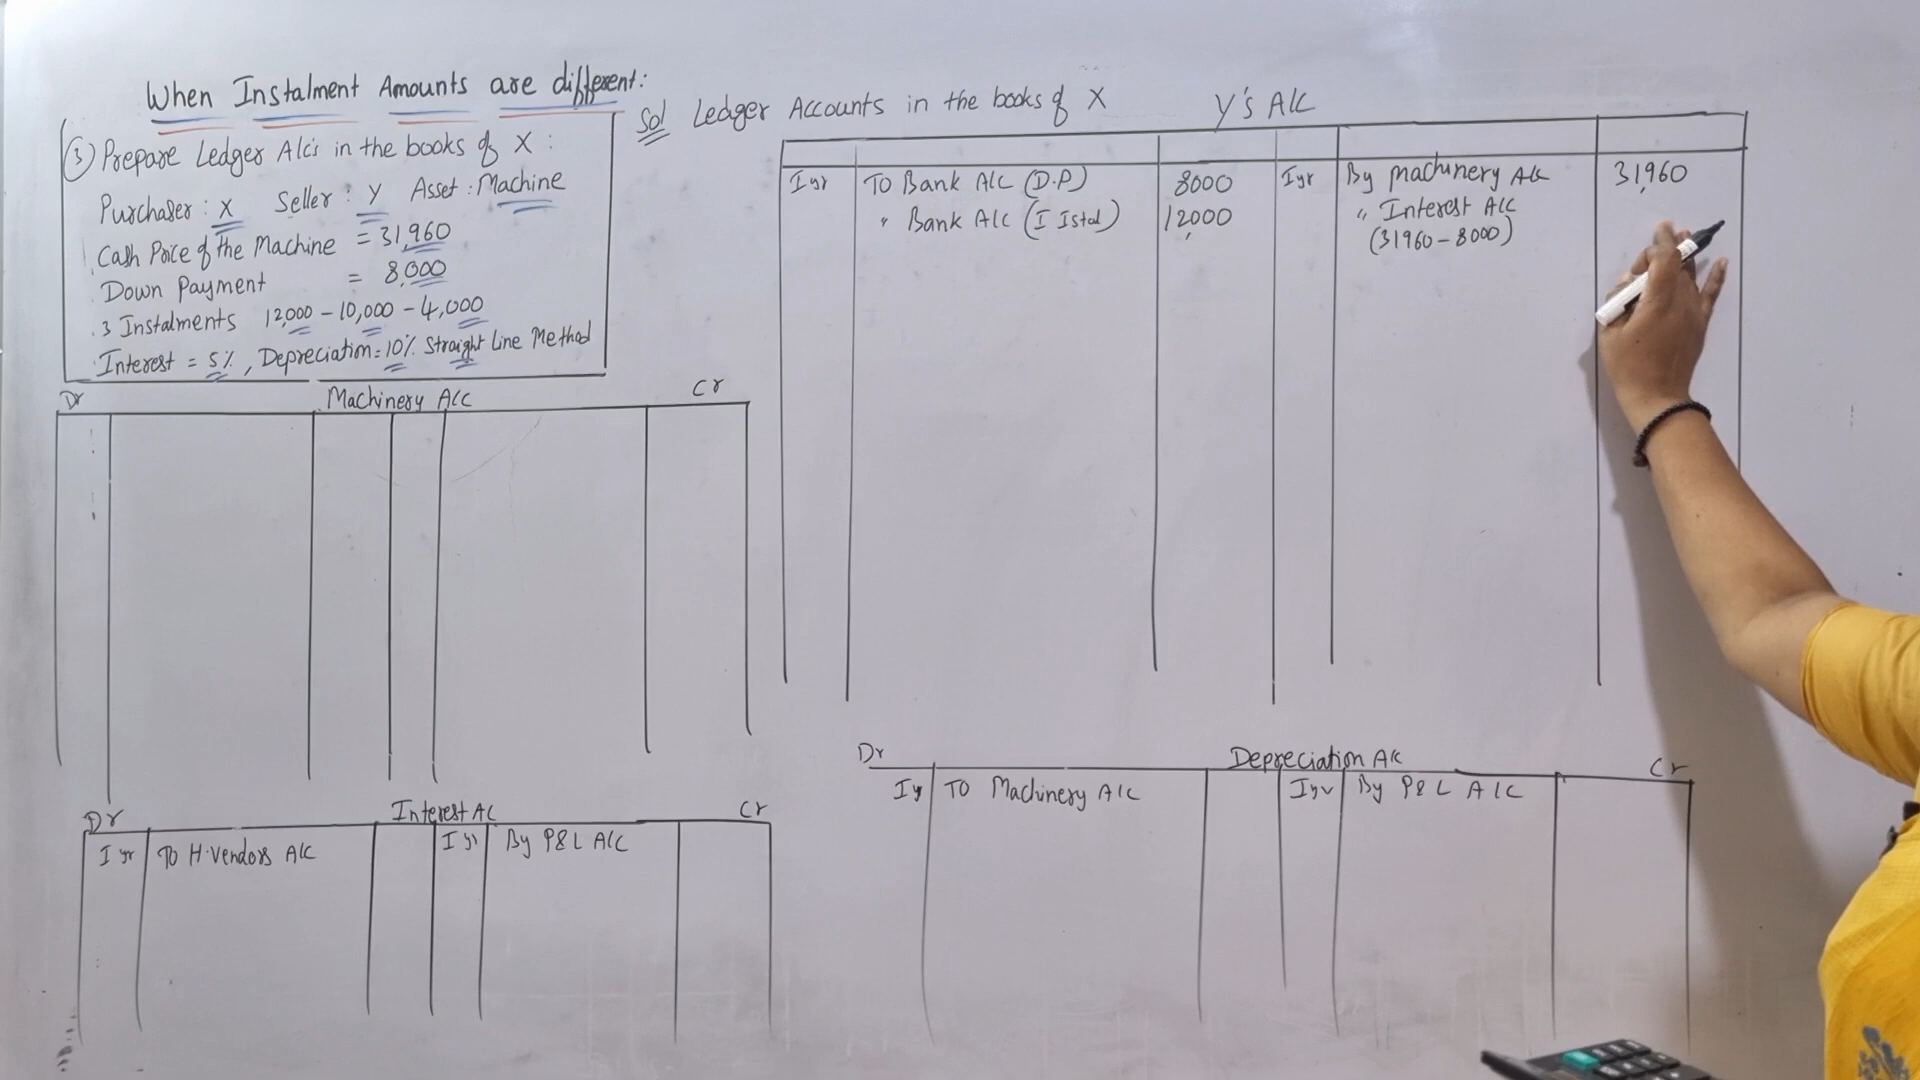 When Instalment Amounts are different:
③ Prepare Ledger A/c's in the books of X :
Purchaser : X Seller : Y Asset : Machine
Cash Price of the Machine = 31,960
Down Payment = 8,000
3 Instalments 12,000 - 10,000 - 4,000
Interest = 5%, Depreciation = 10% Straight Line Method
Sol Ledger Accounts in the books of X
Y's A/c
I yr To Bank A/c (D.P) 8000 I yr By machinery A/c 31,960
" Bank A/c (I Istal) 12,000 " Interest A/c
(31960 - 8000)
Dr Machinery A/c Cr
Dr Interest A/c Cr
I yr To H.Vendors A/c I yr By P&L A/c
Dr Depreciation A/c Cr
I y To Machinery A/c I yr By P&L A/c